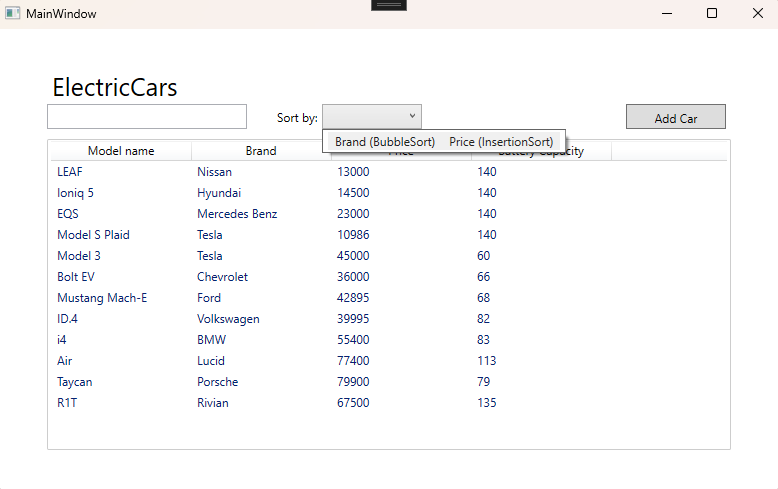 MainWindow
ElectricCars
Sort by:
Add Car
Brand (BubbleSort) Price (InsertionSort)
Model name Brand Price Battery Capacity
LEAF Nissan 13000 140
Ioniq 5 Hyundai 14500 140
EQS Mercedes Benz 23000 140
Model S Plaid Tesla 10986 140
Model 3 Tesla 45000 60
Bolt EV Chevrolet 36000 66
Mustang Mach-E Ford 42895 68
ID.4 Volkswagen 39995 82
i4 BMW 55400 83
Air Lucid 77400 113
Taycan Porsche 79900 79
R1T Rivian 67500 135